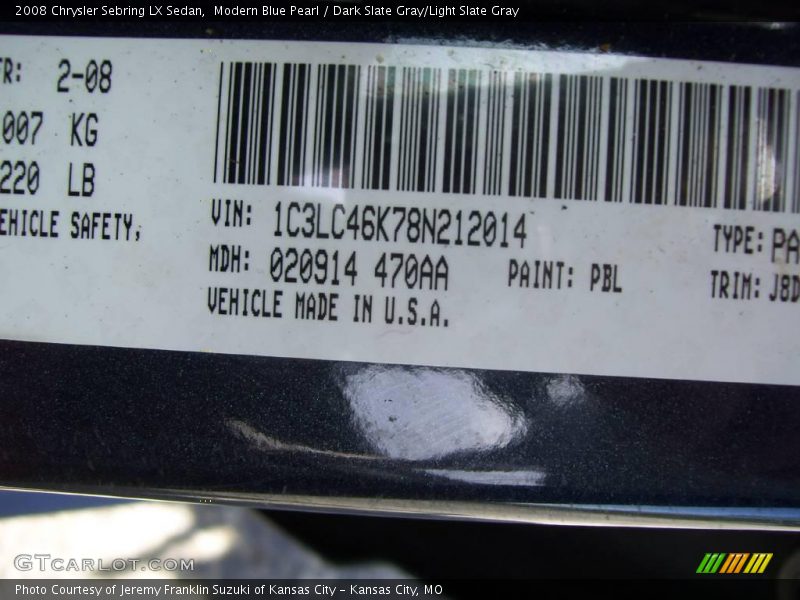 2008 Chrysler Sebring LX Sedan, Modern Blue Pearl / Dark Slate Gray/Light Slate Gray
TR: 2-08
007 KG
220 LB
EHICLE SAFETY,
VIN: 1C3LC46K78N212014
TYPE: PA
MDH: 020914 470AA
PAINT: PBL
TRIM: J8D
VEHICLE MADE IN U.S.A.
GTCARLOT.COM
Photo Courtesy of Jeremy Franklin Suzuki of Kansas City – Kansas City, MO